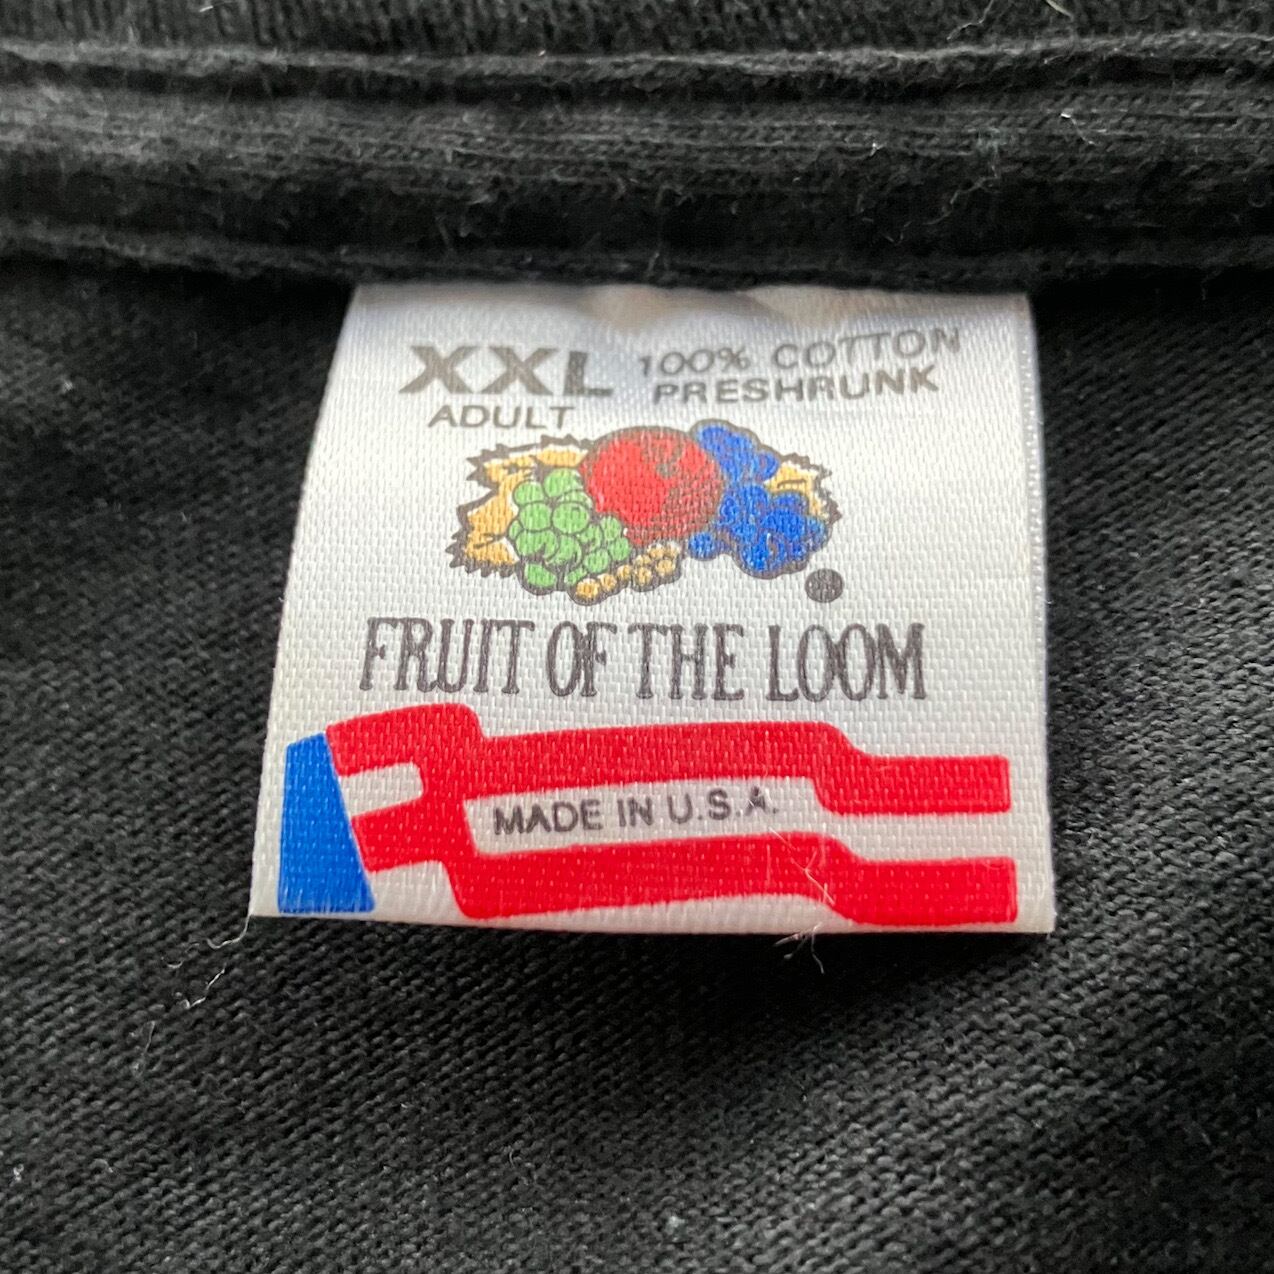 XXL
ADULT
100% COTTON
PRESHRUNK
FRUIT OF THE LOOM
MADE IN U.S.A.